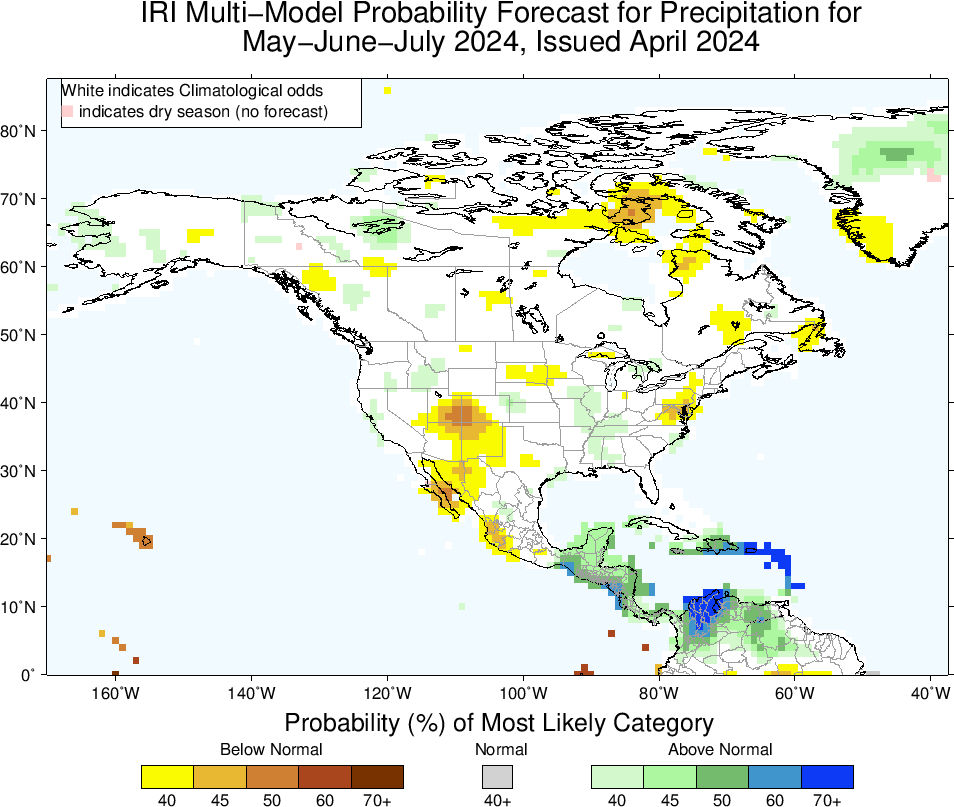 IRI Multi−Model Probability Forecast for Precipitation for
May−June−July 2024, Issued April 2024
White indicates Climatological odds
indicates dry season (no forecast)
80˚N
70˚N
60˚N
50˚N
40˚N
30˚N
20˚N
10˚N
0˚
160˚W 140˚W 120˚W 100˚W 80˚W 60˚W 40˚W
Probability (%) of Most Likely Category
Below Normal Normal Above Normal
40 45 50 60 70+ 40+ 40 45 50 60 70+